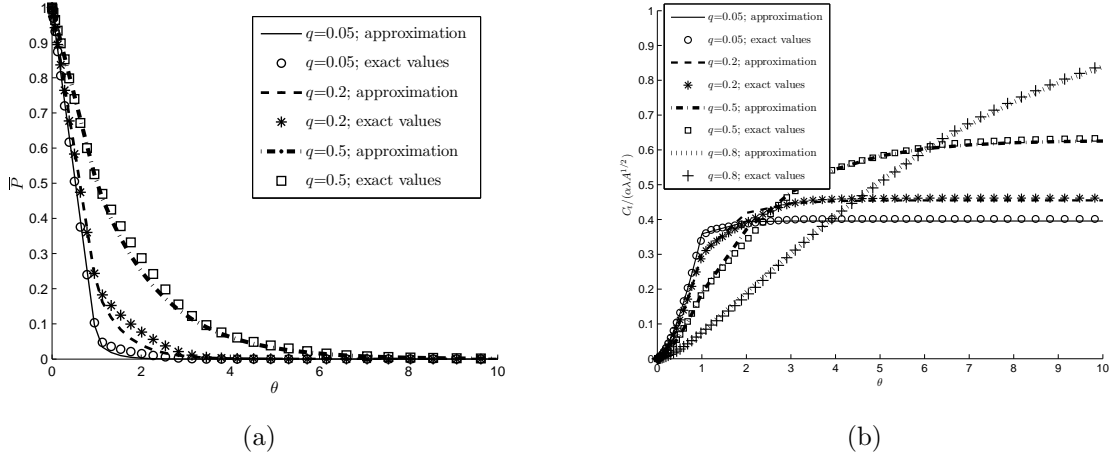 q=0.05; approximation
q=0.05; exact values
q=0.2; approximation
q=0.2; exact values
q=0.5; approximation
q=0.5; exact values
1
0.9
0.8
0.7
0.6
0.5
0.4
0.3
0.2
0.1
0
P̅
0 2 4 6 8 10
θ
(a)
q=0.05; approximation
q=0.05; exact values
q=0.2; approximation
q=0.2; exact values
q=0.5; approximation
q=0.5; exact values
q=0.8; approximation
q=0.8; exact values
1
0.9
0.8
0.7
0.6
0.5
0.4
0.3
0.2
0.1
0
C_t/(αλA^{1/2})
0 1 2 3 4 5 6 7 8 9 10
θ
(b)